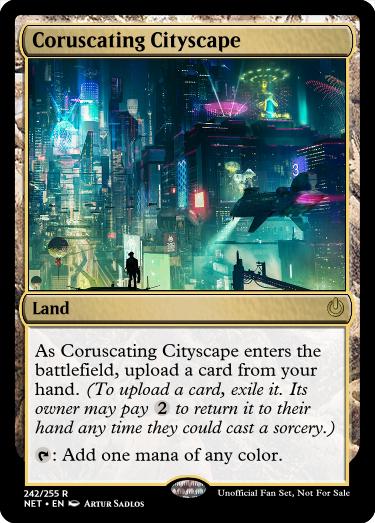 Coruscating Cityscape
3
Land
As Coruscating Cityscape enters the
battlefield, upload a card from your
hand. (To upload a card, exile it. Its
owner may pay 2 to return it to their
hand any time they could cast a sorcery.)
: Add one mana of any color.
242/255 R
NET • EN Artur Sadlos
Unofficial Fan Set, Not For Sale